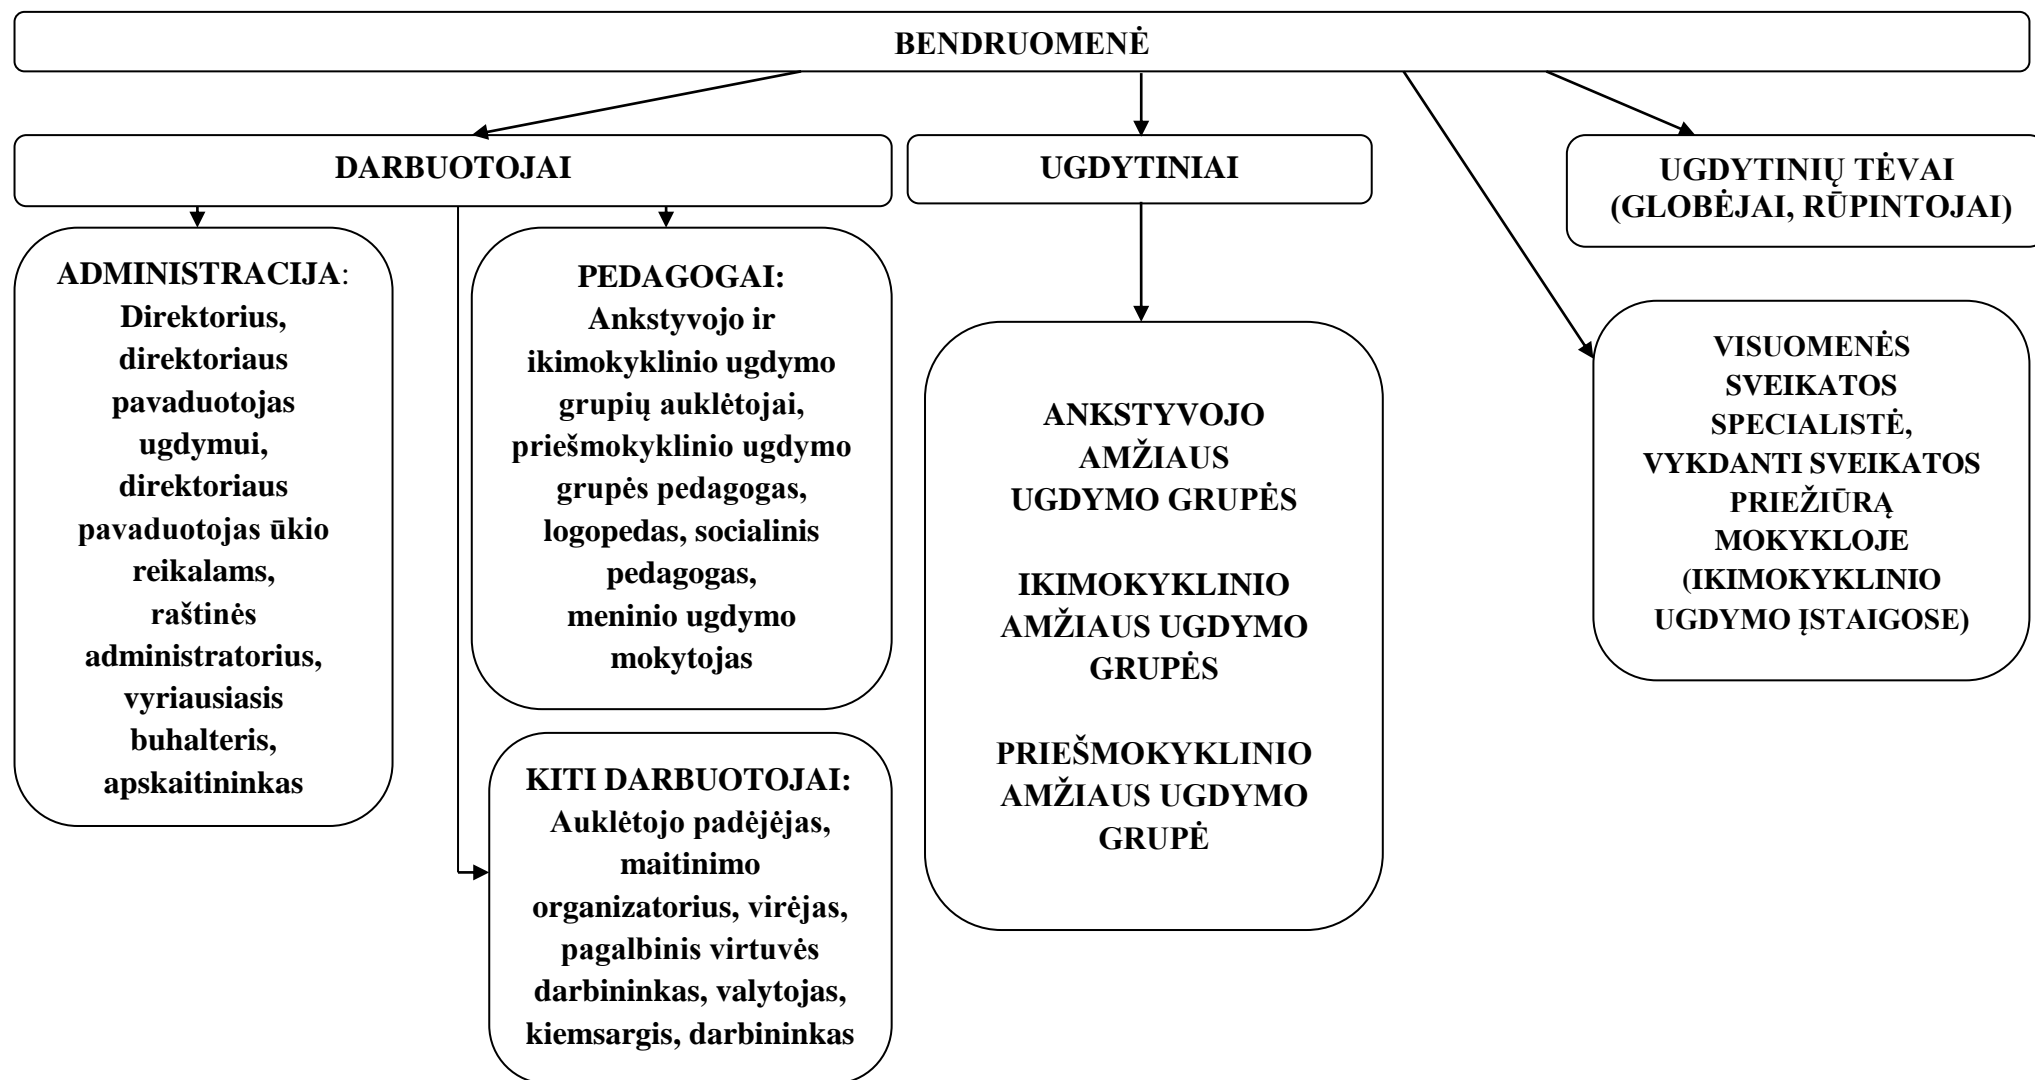 BENDRUOMENĖ
DARBUOTOJAI
UGDYTINIAI
UGDYTINIŲ TĖVAI
(GLOBĖJAI, RŪPINTOJAI)
ADMINISTRACIJA:
Direktorius,
direktoriaus
pavaduotojas
ugdymui,
direktoriaus
pavaduotojas ūkio
reikalams,
raštinės
administratorius,
vyriausiasis
buhalteris,
apskaitininkas
PEDAGOGAI:
Ankstyvojo ir
ikimokyklinio ugdymo
grupių auklėtojai,
priešmokyklinio ugdymo
grupės pedagogas,
logopedas, socialinis
pedagogas,
meninio ugdymo
mokytojas
KITI DARBUOTOJAI:
Auklėtojo padėjėjas,
maitinimo
organizatorius, virėjas,
pagalbinis virtuvės
darbininkas, valytojas,
kiemsargis, darbininkas
ANKSTYVOJO
AMŽIAUS
UGDYMO GRUPĖS
IKIMOKYKLINIO
AMŽIAUS UGDYMO
GRUPĖS
PRIEŠMOKYKLINIO
AMŽIAUS UGDYMO
GRUPĖ
VISUOMENĖS
SVEIKATOS
SPECIALISTĖ,
VYKDANTI SVEIKATOS
PRIEŽIŪRĄ
MOKYKLOJE
(IKIMOKYKLINIO
UGDYMO ĮSTAIGOSE)